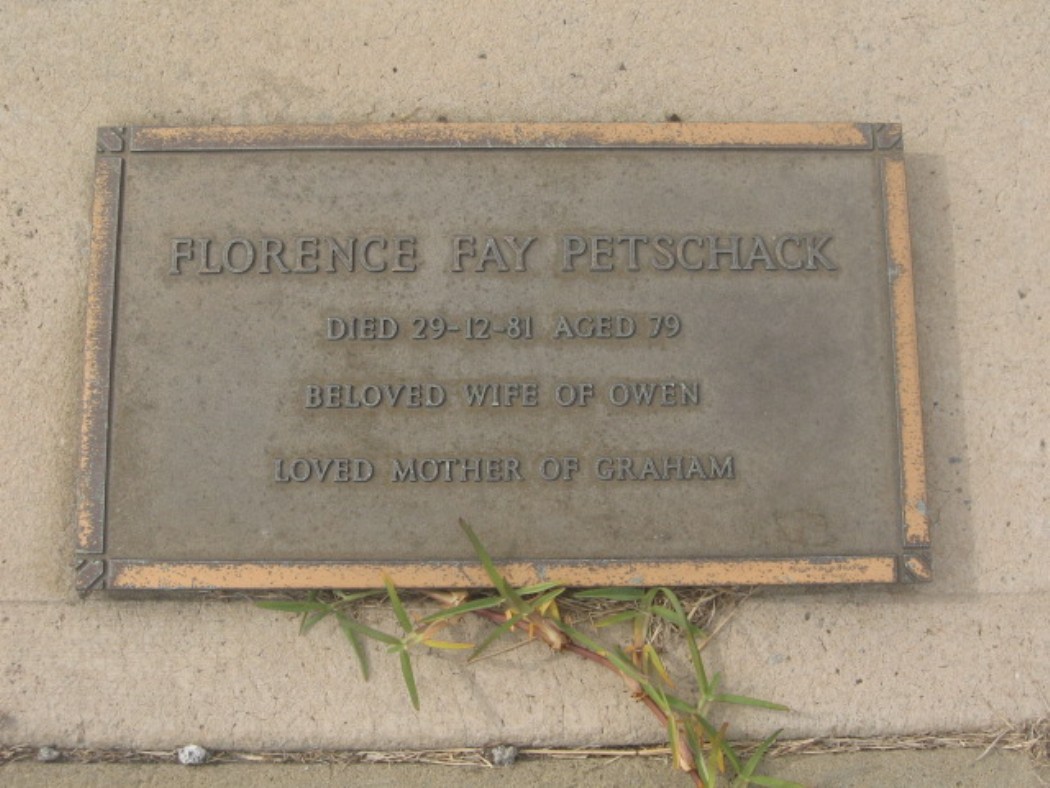 FLORENCE FAY PETSCHACK
DIED 29-12-81 AGED 79
BELOVED WIFE OF OWEN
LOVED MOTHER OF GRAHAM